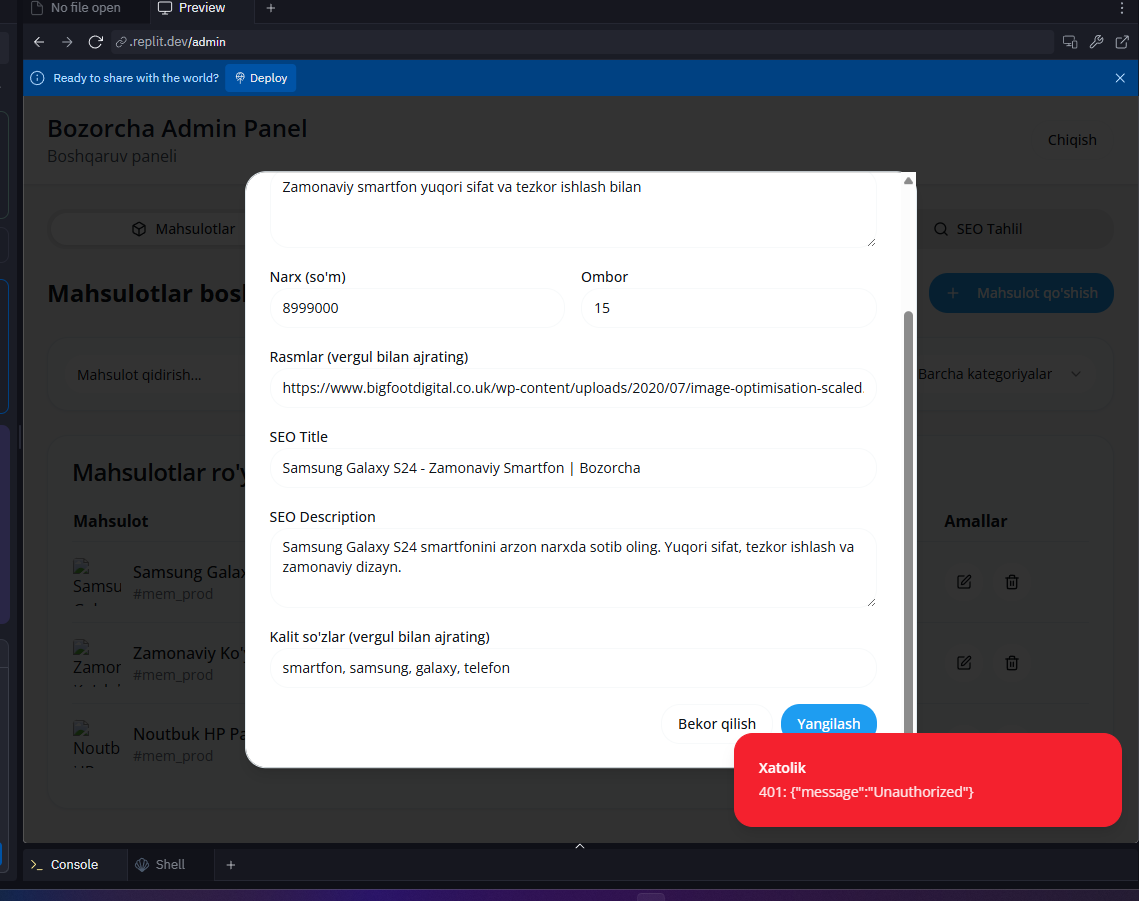 No file open
Preview
.replit.dev/admin
Ready to share with the world?
Deploy
Bozorcha Admin Panel
Boshqaruv paneli
Chiqish
Mahsulotlar
SEO Tahlil
Mahsulotlar bosl
Mahsulot qo'shish
Mahsulot qidirish...
Barcha kategoriyalar
Mahsulotlar ro'y
Mahsulot
Amallar
Samsu
Samsung Galax
#mem_prod
Zamor
Zamonaviy Ko'y
#mem_prod
Noutb
Noutbuk HP Pa
#mem_prod
Zamonaviy smartfon yuqori sifat va tezkor ishlash bilan
Narx (so'm)
Ombor
8999000
15
Rasmlar (vergul bilan ajrating)
https://www.bigfootdigital.co.uk/wp-content/uploads/2020/07/image-optimisation-scaled.
SEO Title
Samsung Galaxy S24 - Zamonaviy Smartfon | Bozorcha
SEO Description
Samsung Galaxy S24 smartfonini arzon narxda sotib oling. Yuqori sifat, tezkor ishlash va
zamonaviy dizayn.
Kalit so'zlar (vergul bilan ajrating)
smartfon, samsung, galaxy, telefon
Bekor qilish
Yangilash
Xatolik
401: {"message":"Unauthorized"}
Console
Shell